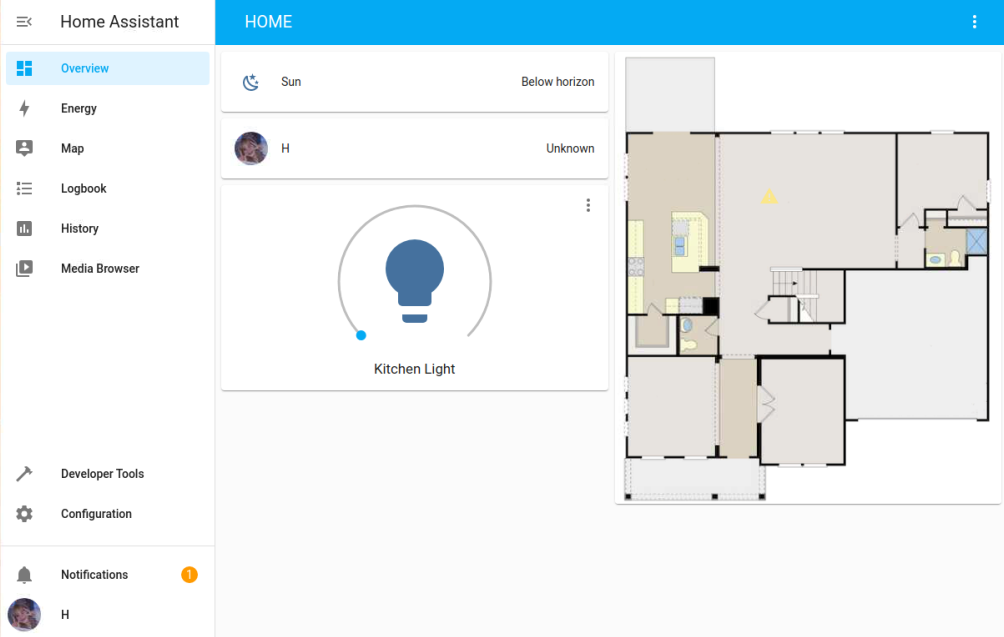 Home Assistant
HOME
Overview
Energy
Map
Logbook
History
Media Browser
Developer Tools
Configuration
Notifications 1
H
Sun Below horizon
H Unknown
Kitchen Light